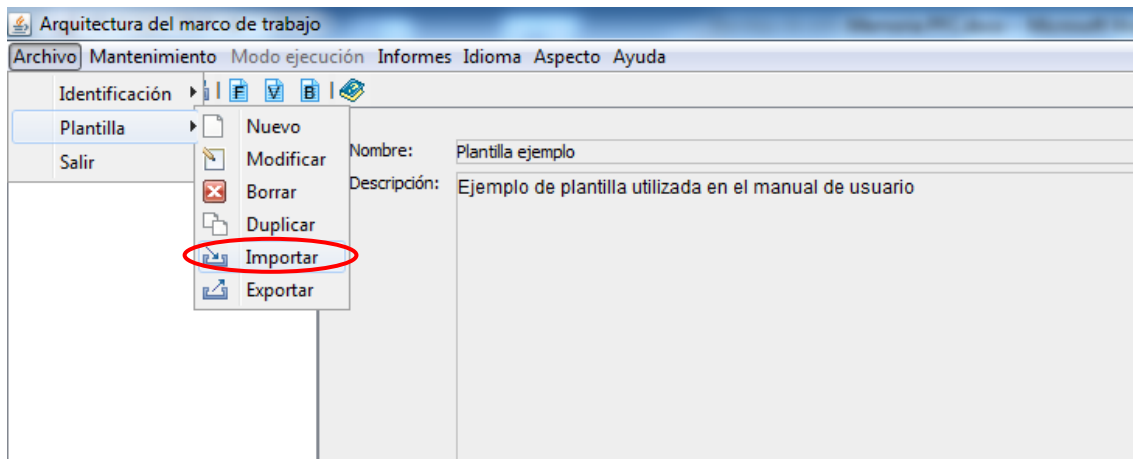 Arquitectura del marco de trabajo
Archivo Mantenimiento Modo ejecución Informes Idioma Aspecto Ayuda
Identificación
F V B
Plantilla
Salir
Nuevo
Modificar
Borrar
Duplicar
Importar
Exportar
Nombre: Plantilla ejemplo
Descripción: Ejemplo de plantilla utilizada en el manual de usuario